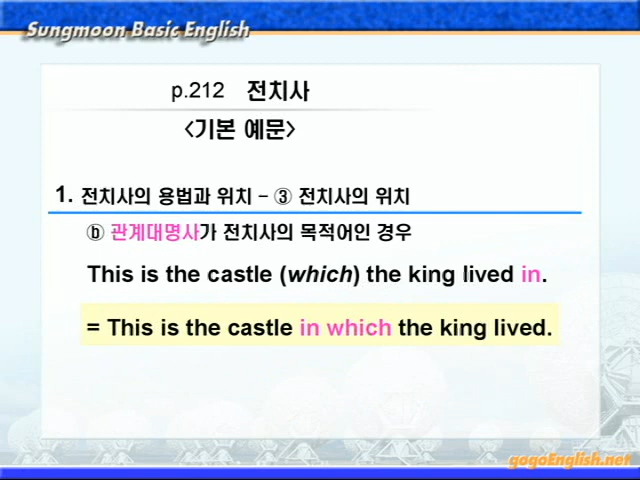 Sungmoon Basic English
p.212 전치사
<기본 예문>
1. 전치사의 용법과 위치 - ③ 전치사의 위치
ⓑ 관계대명사가 전치사의 목적어인 경우
This is the castle (which) the king lived in.
= This is the castle in which the king lived.
gogoEnglish.net